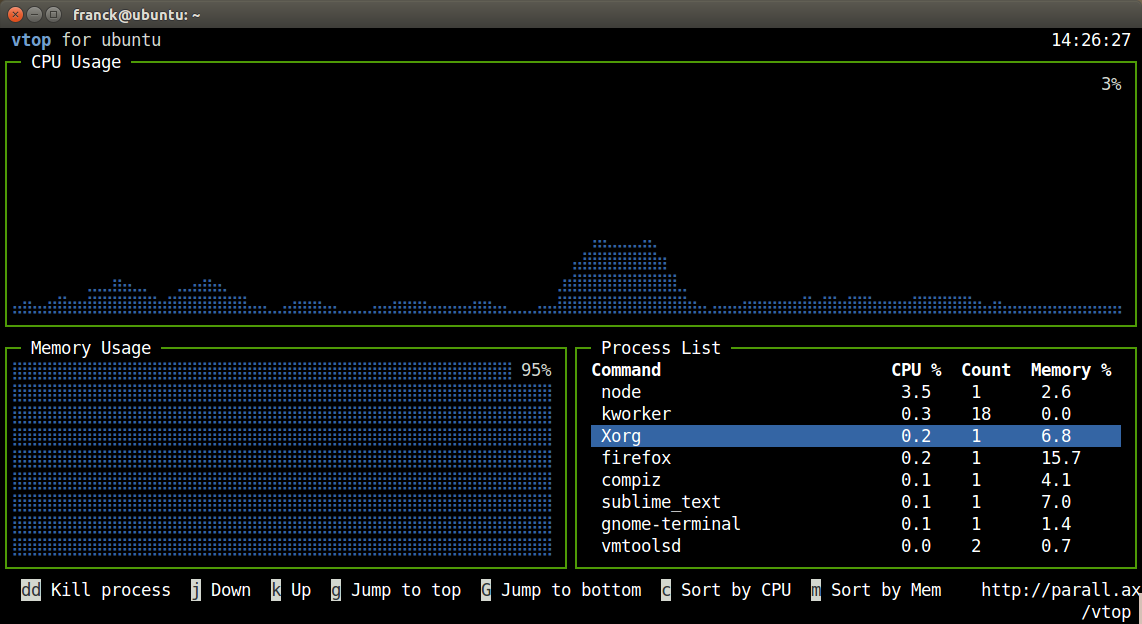 franck@ubuntu: ~
vtop for ubuntu 14:26:27
CPU Usage
3%
Memory Usage
95%
Process List
Command CPU % Count Memory %
node 3.5 1 2.6
kworker 0.3 18 0.0
Xorg 0.2 1 6.8
firefox 0.2 1 15.7
compiz 0.1 1 4.1
sublime_text 0.1 1 7.0
gnome-terminal 0.1 1 1.4
vmtoolsd 0.0 2 0.7
dd Kill process j Down k Up g Jump to top G Jump to bottom c Sort by CPU m Sort by Mem http://parall.ax
/vtop